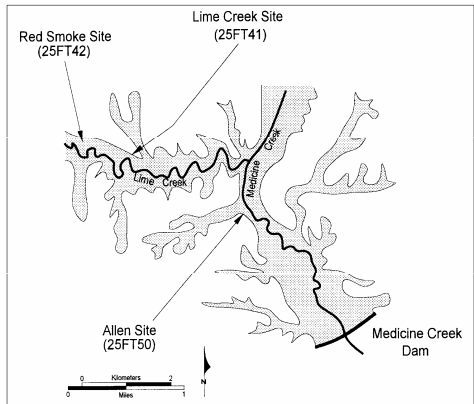 Lime Creek Site
(25FT41)
Red Smoke Site
(25FT42)
Medicine Creek
Lime Creek
Allen Site
(25FT50)
Medicine Creek
Dam
0 Kilometers 2
0 Miles 1
N